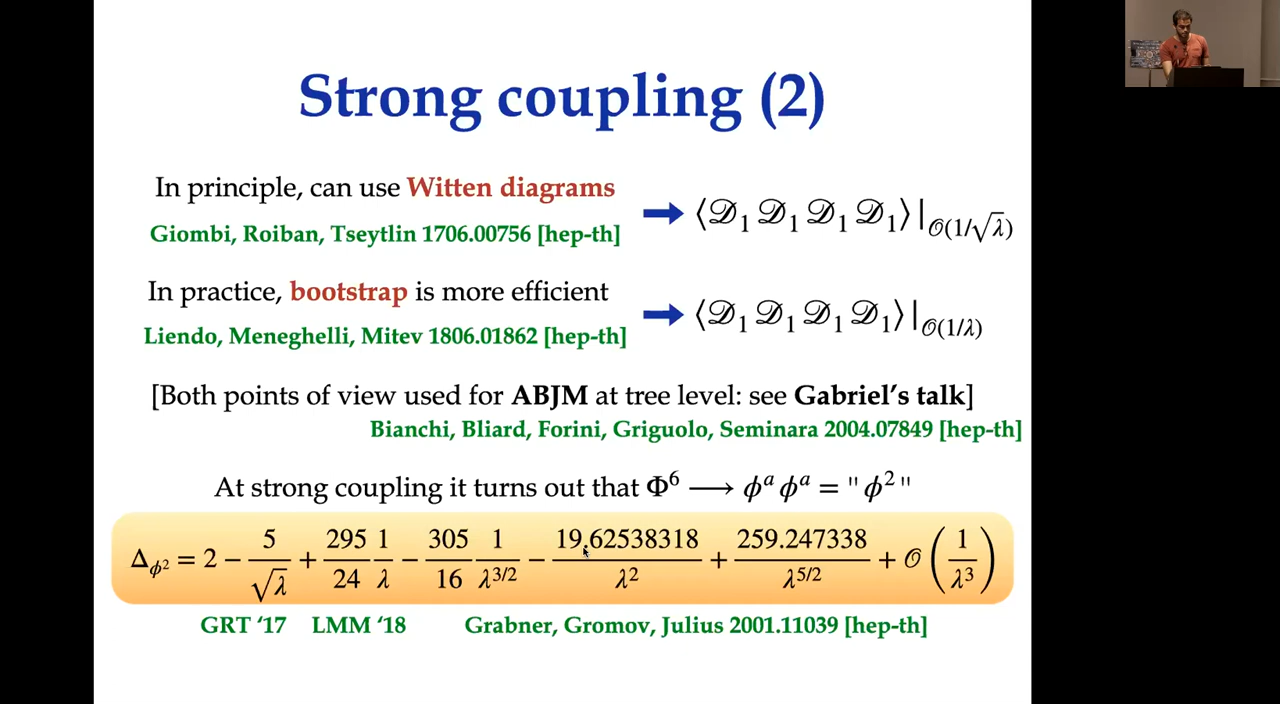 Strong coupling (2)
In principle, can use Witten diagrams
Giombi, Roiban, Tseytlin 1706.00756 [hep-th]
⟨𝒟₁ 𝒟₁ 𝒟₁ 𝒟₁⟩|_𝒪(1/√λ)
In practice, bootstrap is more efficient
Liendo, Meneghelli, Mitev 1806.01862 [hep-th]
⟨𝒟₁ 𝒟₁ 𝒟₁ 𝒟₁⟩|_𝒪(1/λ)
[Both points of view used for ABJM at tree level: see Gabriel's talk]
Bianchi, Bliard, Forini, Griguolo, Seminara 2004.07849 [hep-th]
At strong coupling it turns out that Φ⁶ ⟶ ϕᵃ ϕᵃ = " ϕ² "
Δ_ϕ² = 2 − 5/√λ + 295/24 1/λ − 305/16 1/λ^3/2 − 19.62538318/λ² + 259.247338/λ^5/2 + 𝒪(1/λ³)
GRT '17 LMM '18 Grabner, Gromov, Julius 2001.11039 [hep-th]